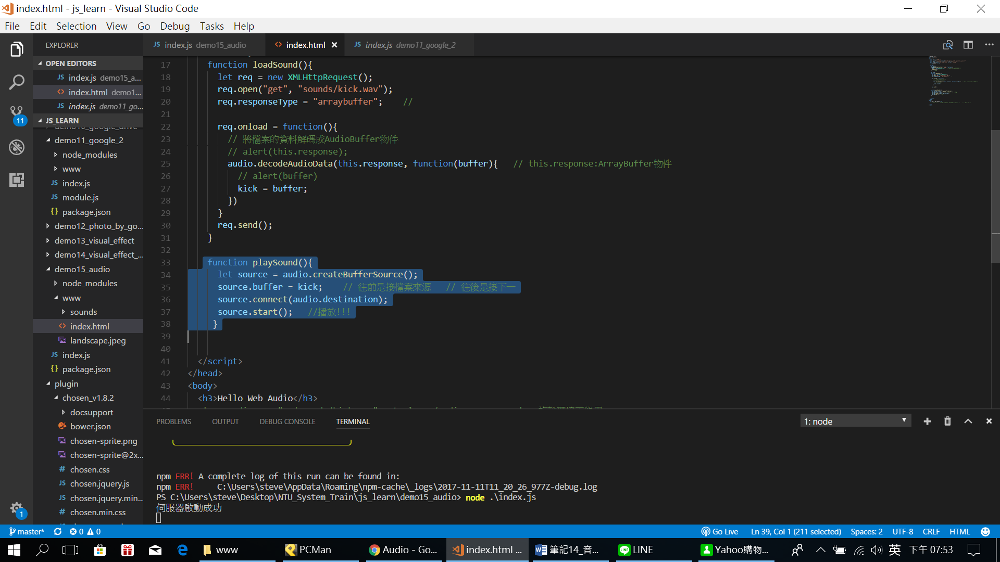 index.html - js_learn - Visual Studio Code
File Edit Selection View Go Debug Tasks Help
EXPLORER
OPEN EDITORS
JS index.js demo15_a...
<> index.html demo1...
JS index.js demo11_go...
11
JS_LEARN
demo11_google_2
node_modules
www
JS index.js
JS module.js
{} package.json
demo12_photo_by_go...
demo13_visual_effect
demo14_visual_effect_...
demo15_audio
node_modules
www
sounds
<> index.html
landscape.jpeg
JS index.js
{} package.json
plugin
chosen_v1.8.2
docsupport
bower.json
chosen-sprite.png
chosen-sprite@2x...
# chosen.css
JS chosen.jquery.js
JS chosen.jquery.min...
# chosen.min.css
1
JS index.js demo15_audio
<> index.html ×
JS index.js demo11_google_2
17 function loadSound(){
18 let req = new XMLHttpRequest();
19 req.open("get", "sounds/kick.wav");
20 req.responseType = "arraybuffer"; //
21
22 req.onload = function(){
23 // 將檔案的資料解碼成AudioBuffer物件
24 // alert(this.response);
25 audio.decodeAudioData(this.response, function(buffer){ // this.response:ArrayBuffer物件
26 // alert(buffer)
27 kick = buffer;
28 })
29 }
30 req.send();
31 }
32
33 function playSound(){
34 let source = audio.createBufferSource();
35 source.buffer = kick; // 往前是接檔案來源 // 往後是接下一
36 source.connect(audio.destination);
37 source.start(); //播放!!!
38 }
39
40
41 </script>
42 </head>
43 <body>
44 <h3>Hello Web Audio</h3>
PROBLEMS OUTPUT DEBUG CONSOLE TERMINAL
1: node
npm ERR! A complete log of this run can be found in:
npm ERR! C:\Users\steve\AppData\Roaming\npm-cache\_logs\2017-11-11T11_20_26_977Z-debug.log
PS C:\Users\steve\Desktop\NTU_System_Train\js_learn\demo15_audio> node .\index.js
伺服器啟動成功
master* 0 0
Go Live Ln 39, Col 1 (211 selected) Spaces: 2 UTF-8 CRLF HTML
www PCMan Audio - Go... index.html ... 筆記14_音... LINE Yahoo購物... 英 下午 07:53